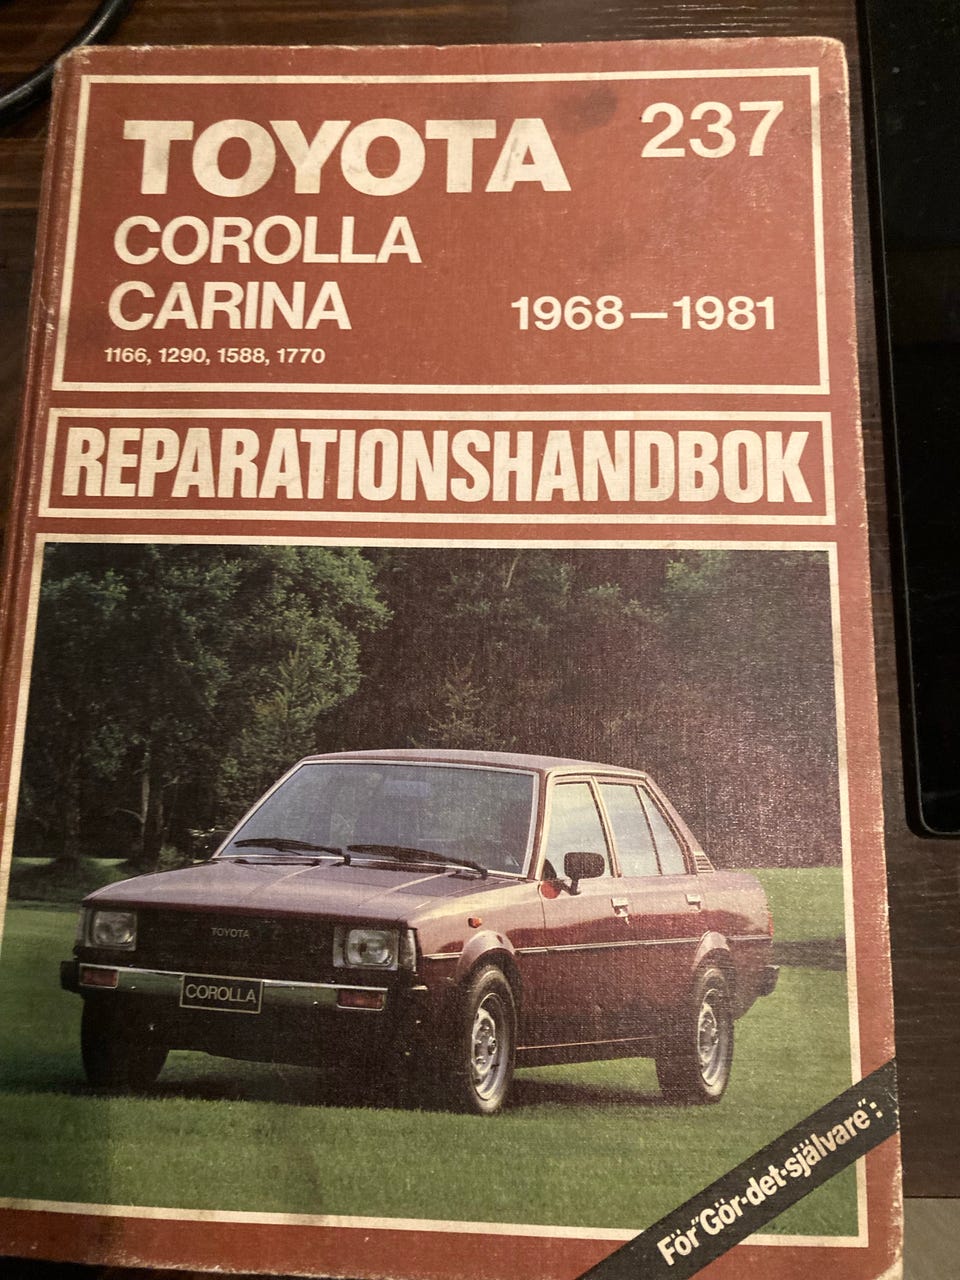 TOYOTA
237
COROLLA
CARINA
1968—1981
1166, 1290, 1588, 1770
REPARATIONSHANDBOK
TOYOTA
COROLLA
För "Gör-det-självare":